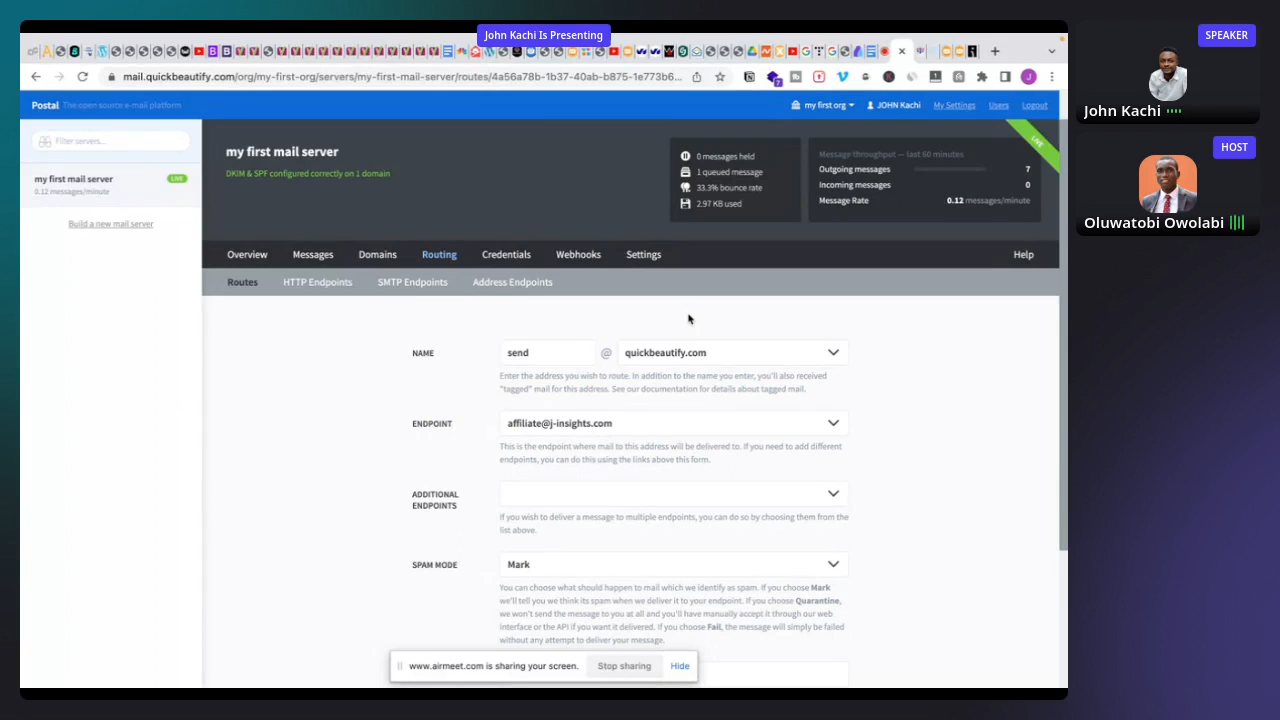 John Kachi Is Presenting
mail.quickbeautify.com/org/my-first-org/servers/my-first-mail-server/routes/4a56a78b-1b37-40ab-b875-1e773b6...
Postal The open source e-mail platform
my first org
JOHN Kachi
My Settings
Users
Logout
Filter servers...
my first mail server
LIVE
0.12 messages/minute
Build a new mail server
my first mail server
DKIM & SPF configured correctly on 1 domain
0 messages held
1 queued message
33.3% bounce rate
2.97 KB used
Message throughput — last 60 minutes
Outgoing messages 7
Incoming messages 0
Message Rate 0.12 messages/minute
LIVE
Overview Messages Domains Routing Credentials Webhooks Settings Help
Routes HTTP Endpoints SMTP Endpoints Address Endpoints
NAME
send @ quickbeautify.com
Enter the address you wish to route. In addition to the name you enter, you'll also received
"tagged" mail for this address. See our documentation for details about tagged mail.
ENDPOINT
affiliate@j-insights.com
This is the endpoint where mail to this address will be delivered to. If you need to add different
endpoints, you can do this using the links above this form.
ADDITIONAL
ENDPOINTS
If you wish to deliver a message to multiple endpoints, you can do so by choosing them from the
list above.
SPAM MODE
Mark
You can choose what should happen to mail which we identify as spam. If you choose Mark
we'll tell you we think its spam when we deliver it to your endpoint. If you choose Quarantine,
we won't send the message to you at all and you'll have manually accept it through our web
interface or the API if you want it delivered. If you choose Fail, the message will simply be failed
without any attempt to deliver your message.
www.airmeet.com is sharing your screen. Stop sharing Hide
SPEAKER
John Kachi
HOST
Oluwatobi Owolabi